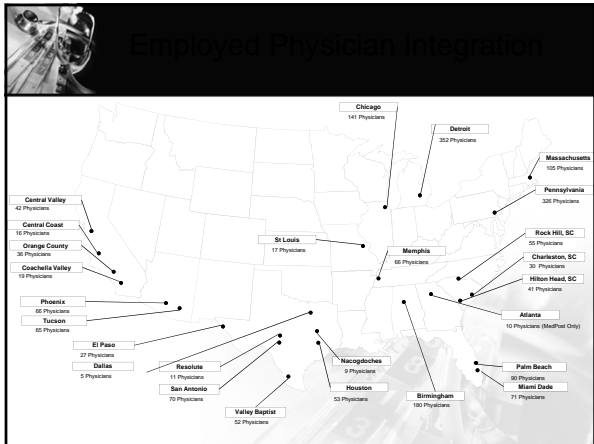 Employed Physician Integration
Chicago
141 Physicians
Detroit
352 Physicians
Massachusetts
105 Physicians
Pennsylvania
326 Physicians
Central Valley
42 Physicians
Central Coast
16 Physicians
Orange County
36 Physicians
Coachella Valley
19 Physicians
St Louis
17 Physicians
Memphis
66 Physicians
Rock Hill, SC
55 Physicians
Charleston, SC
30 Physicians
Hilton Head, SC
41 Physicians
Phoenix
66 Physicians
Tucson
65 Physicians
Atlanta
10 Physicians (MedPost Only)
El Paso
27 Physicians
Dallas
5 Physicians
Resolute
11 Physicians
San Antonio
70 Physicians
Valley Baptist
52 Physicians
Nacogdoches
9 Physicians
Houston
53 Physicians
Birmingham
180 Physicians
Palm Beach
90 Physicians
Miami Dade
71 Physicians